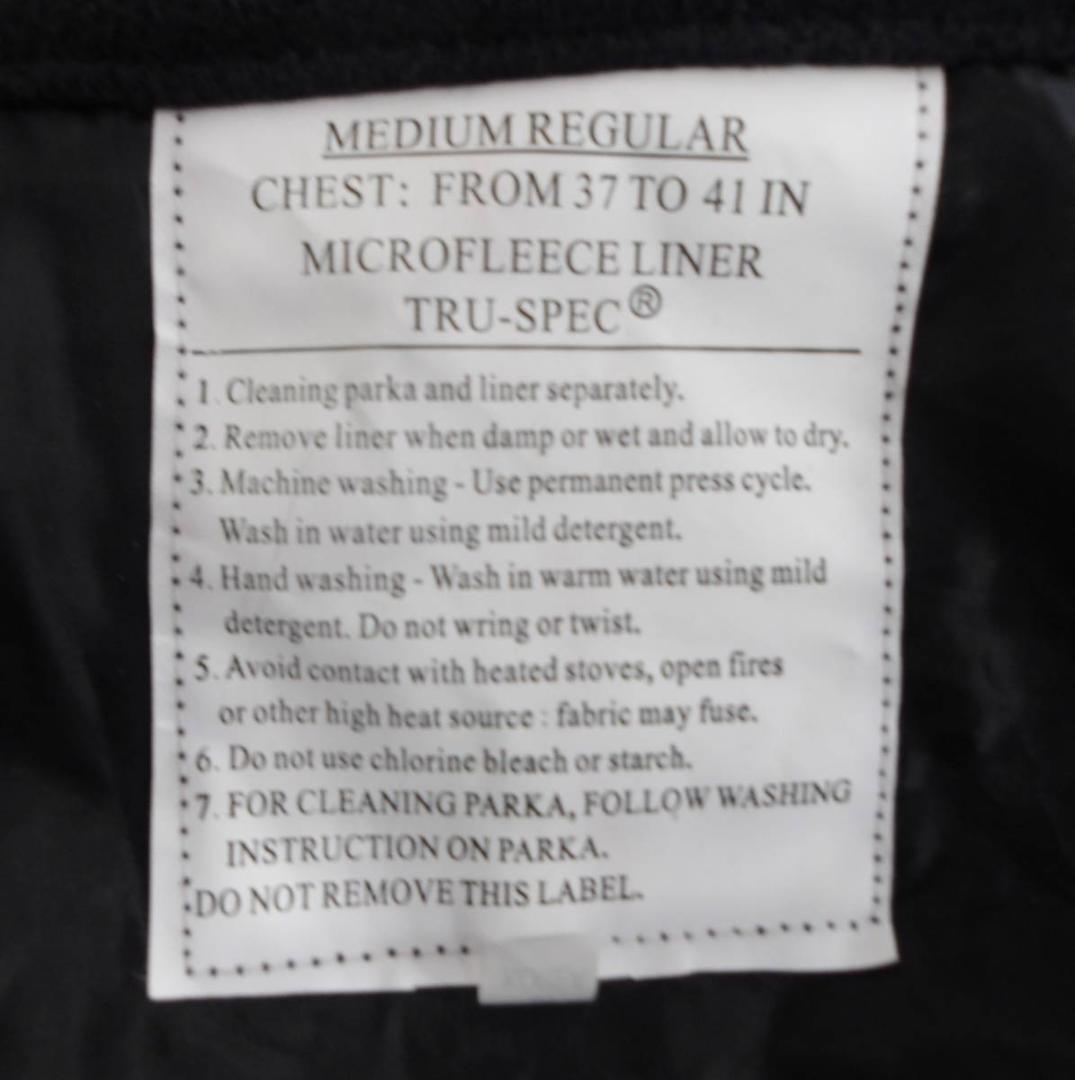 MEDIUM REGULAR
CHEST: FROM 37 TO 41 IN
MICROFLEECE LINER
TRU-SPEC®
1. Cleaning parka and liner separately.
2. Remove liner when damp or wet and allow to dry.
3. Machine washing - Use permanent press cycle.
Wash in water using mild detergent.
4. Hand washing - Wash in warm water using mild
detergent. Do not wring or twist.
5. Avoid contact with heated stoves, open fires
or other high heat source : fabric may fuse.
6. Do not use chlorine bleach or starch.
7. FOR CLEANING PARKA, FOLLOW WASHING
INSTRUCTION ON PARKA.
DO NOT REMOVE THIS LABEL.